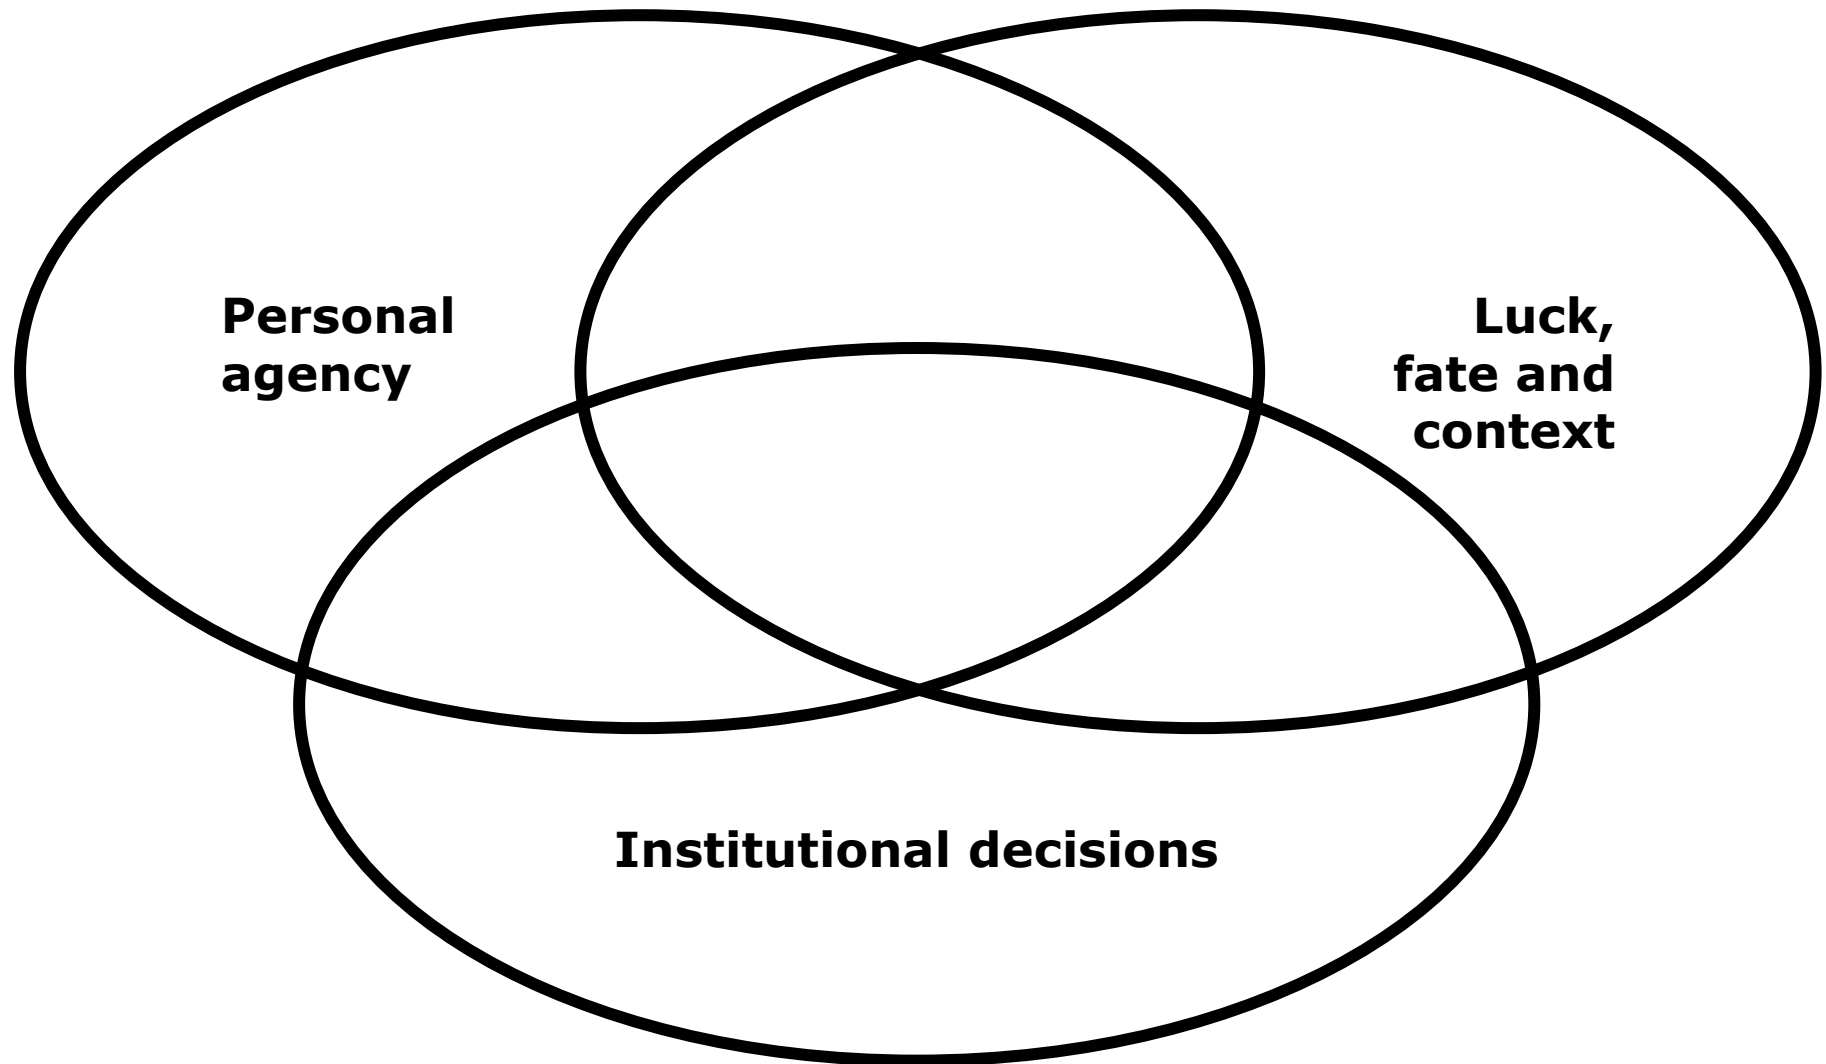 Personal
agency
Luck,
fate and
context
Institutional decisions